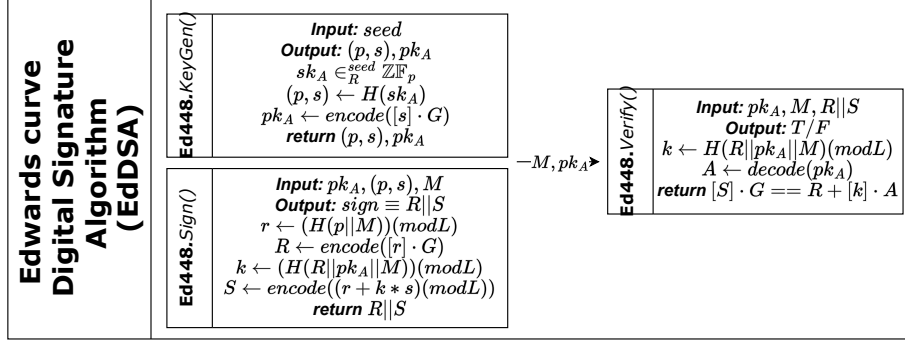 Edwards curve
Digital Signature
Algorithm
(EdDSA)
Ed448.KeyGen()
Input: seed
Output: (p, s), pk_A
sk_A ∈_R^{seed} ℤ𝔽_p
(p, s) ← H(sk_A)
pk_A ← encode([s] · G)
return (p, s), pk_A
Ed448.Sign()
Input: pk_A, (p, s), M
Output: sign ≡ R||S
r ← (H(p||M))(modL)
R ← encode([r] · G)
k ← (H(R||pk_A||M))(modL)
S ← encode((r + k * s)(modL))
return R||S
M, pk_A
Ed448.Verify()
Input: pk_A, M, R||S
Output: T/F
k ← H(R||pk_A||M)(modL)
A ← decode(pk_A)
return [S] · G == R + [k] · A